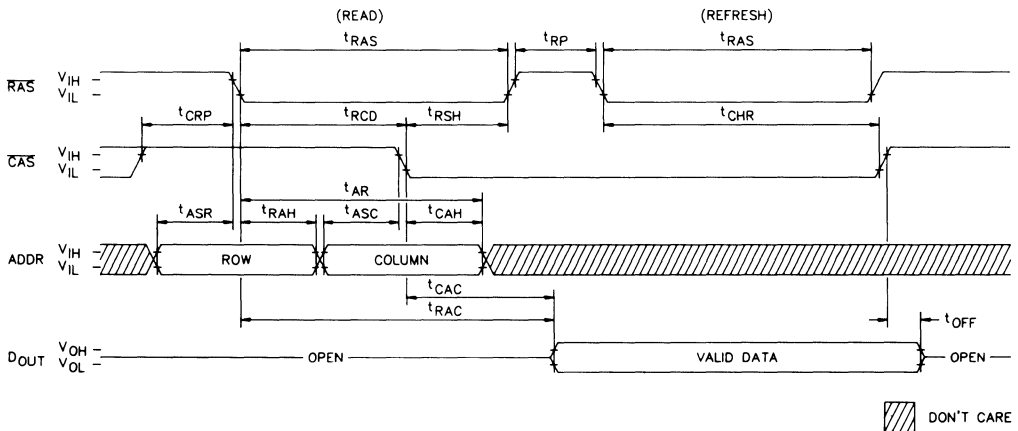 (READ) (REFRESH)
tRAS tRP tRAS
RAS VIH
VIL
tCRP tRCD tRSH tCHR
CAS VIH
VIL
tAR
tASR tRAH tASC tCAH
ADDR VIH
VIL
ROW COLUMN
tCAC
tRAC
tOFF
DOUT VOH
VOL
OPEN VALID DATA OPEN
DON'T CARE